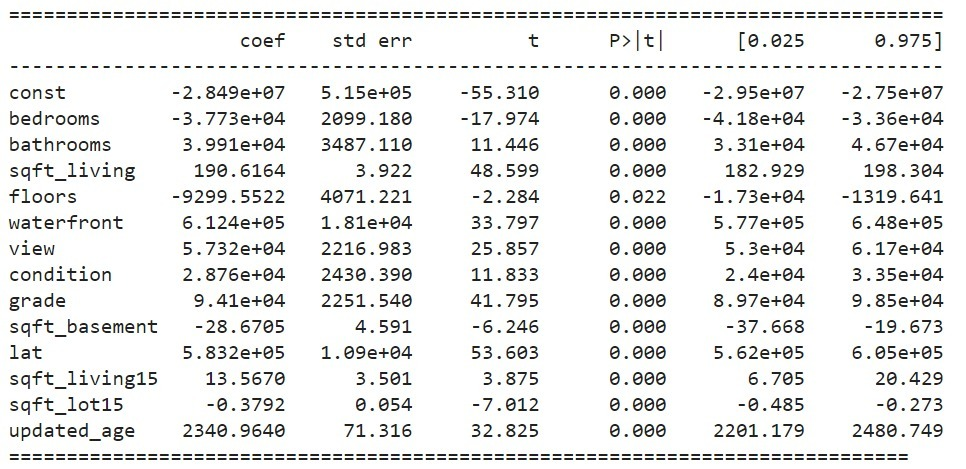 ==============================================================================
coef std err t P>|t| [0.025 0.975]
------------------------------------------------------------------------------
const -2.849e+07 5.15e+05 -55.310 0.000 -2.95e+07 -2.75e+07
bedrooms -3.773e+04 2099.180 -17.974 0.000 -4.18e+04 -3.36e+04
bathrooms 3.991e+04 3487.110 11.446 0.000 3.31e+04 4.67e+04
sqft_living 190.6164 3.922 48.599 0.000 182.929 198.304
floors -9299.5522 4071.221 -2.284 0.022 -1.73e+04 -1319.641
waterfront 6.124e+05 1.81e+04 33.797 0.000 5.77e+05 6.48e+05
view 5.732e+04 2216.983 25.857 0.000 5.3e+04 6.17e+04
condition 2.876e+04 2430.390 11.833 0.000 2.4e+04 3.35e+04
grade 9.41e+04 2251.540 41.795 0.000 8.97e+04 9.85e+04
sqft_basement -28.6705 4.591 -6.246 0.000 -37.668 -19.673
lat 5.832e+05 1.09e+04 53.603 0.000 5.62e+05 6.05e+05
sqft_living15 13.5670 3.501 3.875 0.000 6.705 20.429
sqft_lot15 -0.3792 0.054 -7.012 0.000 -0.485 -0.273
updated_age 2340.9640 71.316 32.825 0.000 2201.179 2480.749
==============================================================================